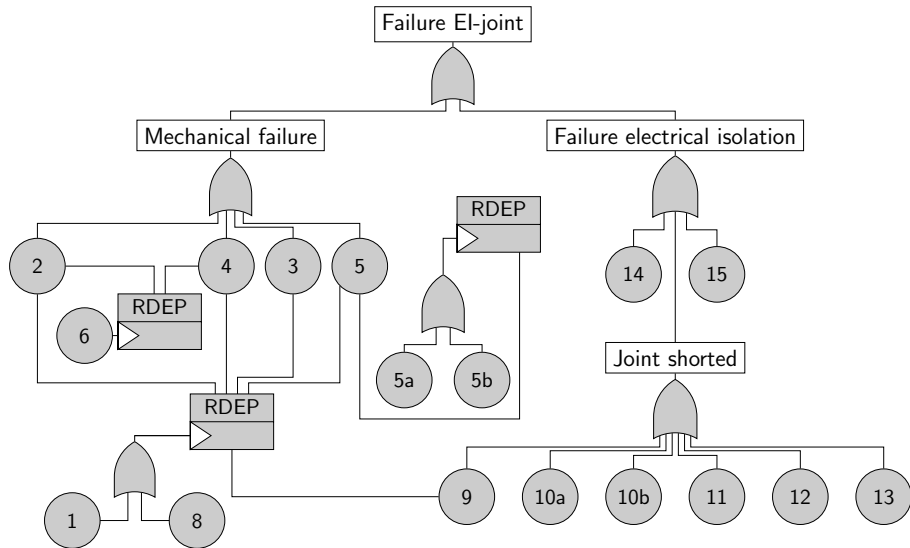 Failure EI-joint
Mechanical failure
Failure electrical isolation
RDEP
2
4
3
5
14
15
RDEP
6
Joint shorted
5a
5b
RDEP
9
10a
10b
11
12
13
1
8